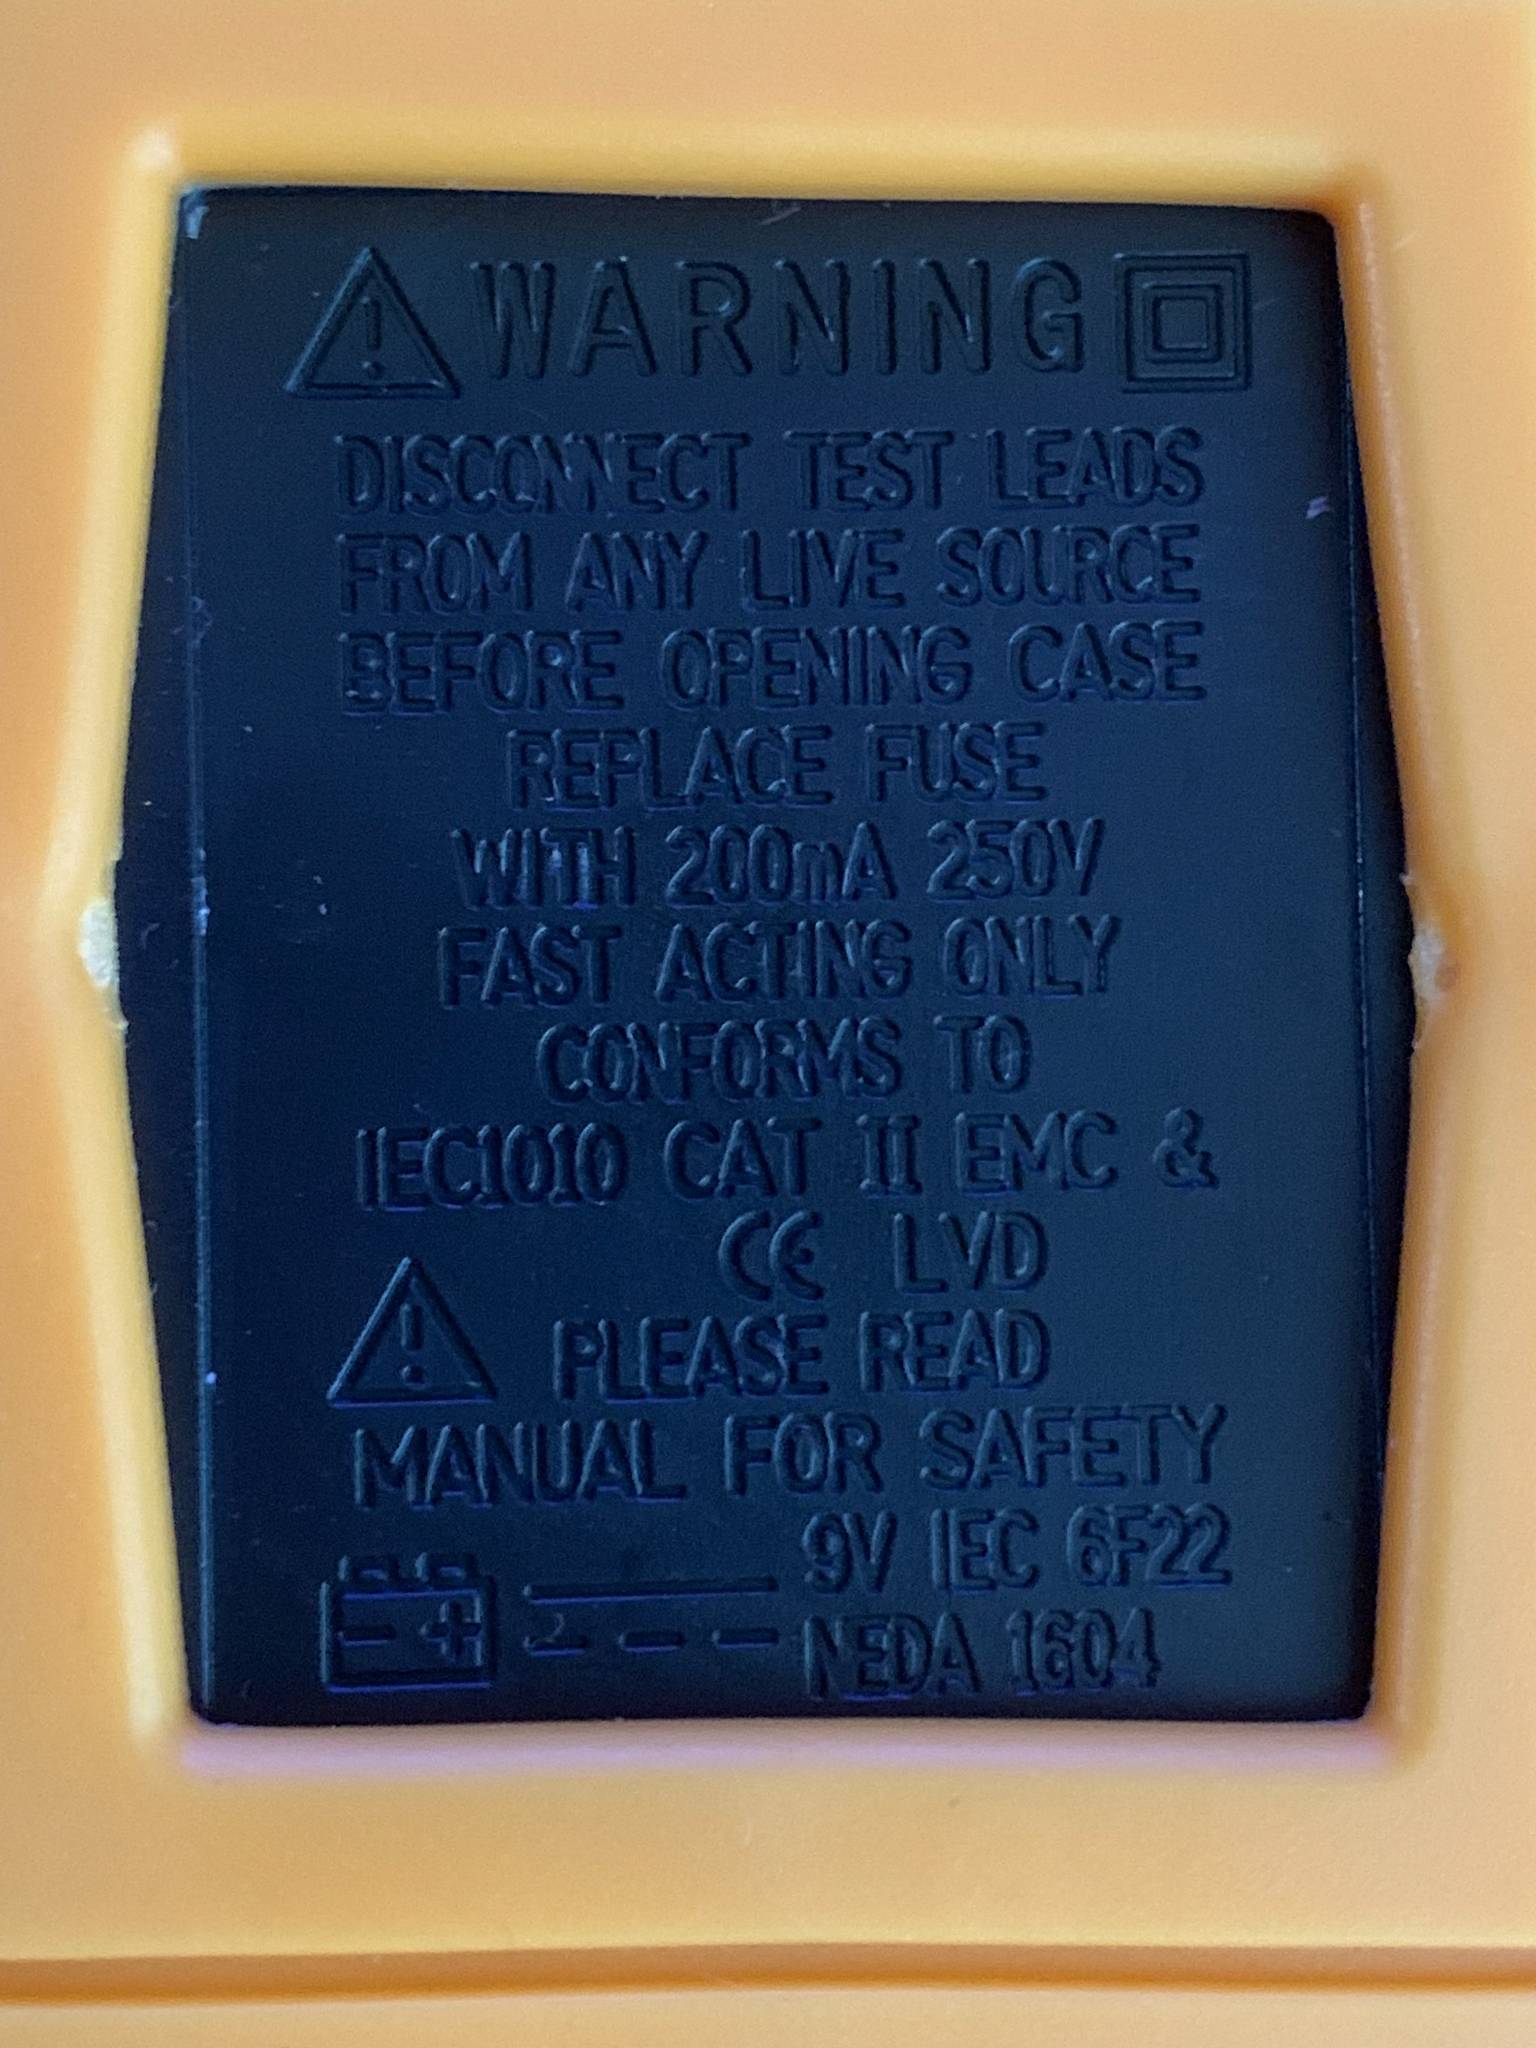 WARNING
DISCONNECT TEST LEADS
FROM ANY LIVE SOURCE
BEFORE OPENING CASE
REPLACE FUSE
WITH 200mA 250V
FAST ACTING ONLY
CONFORMS TO
IEC1010 CAT II EMC &
CE LVD
PLEASE READ
MANUAL FOR SAFETY
9V IEC 6F22
NEDA 1604